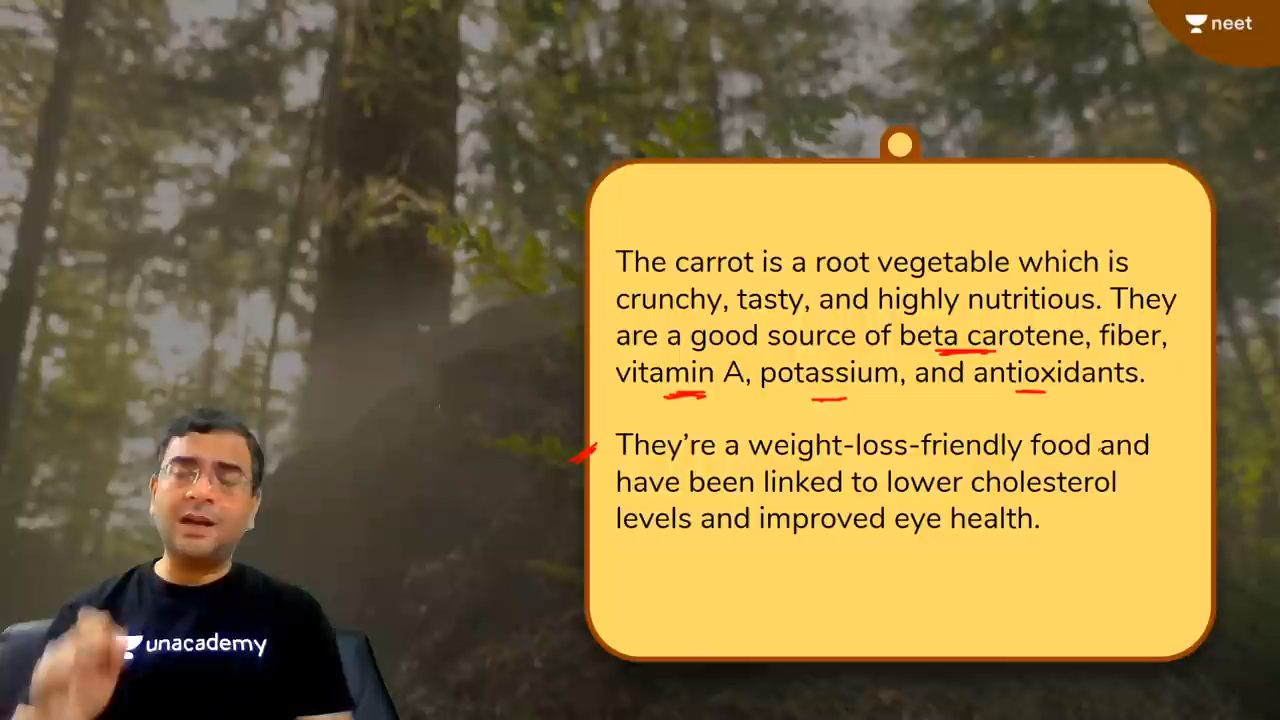 neet
The carrot is a root vegetable which is
crunchy, tasty, and highly nutritious. They
are a good source of beta carotene, fiber,
vitamin A, potassium, and antioxidants.
They're a weight-loss-friendly food and
have been linked to lower cholesterol
levels and improved eye health.
unacademy